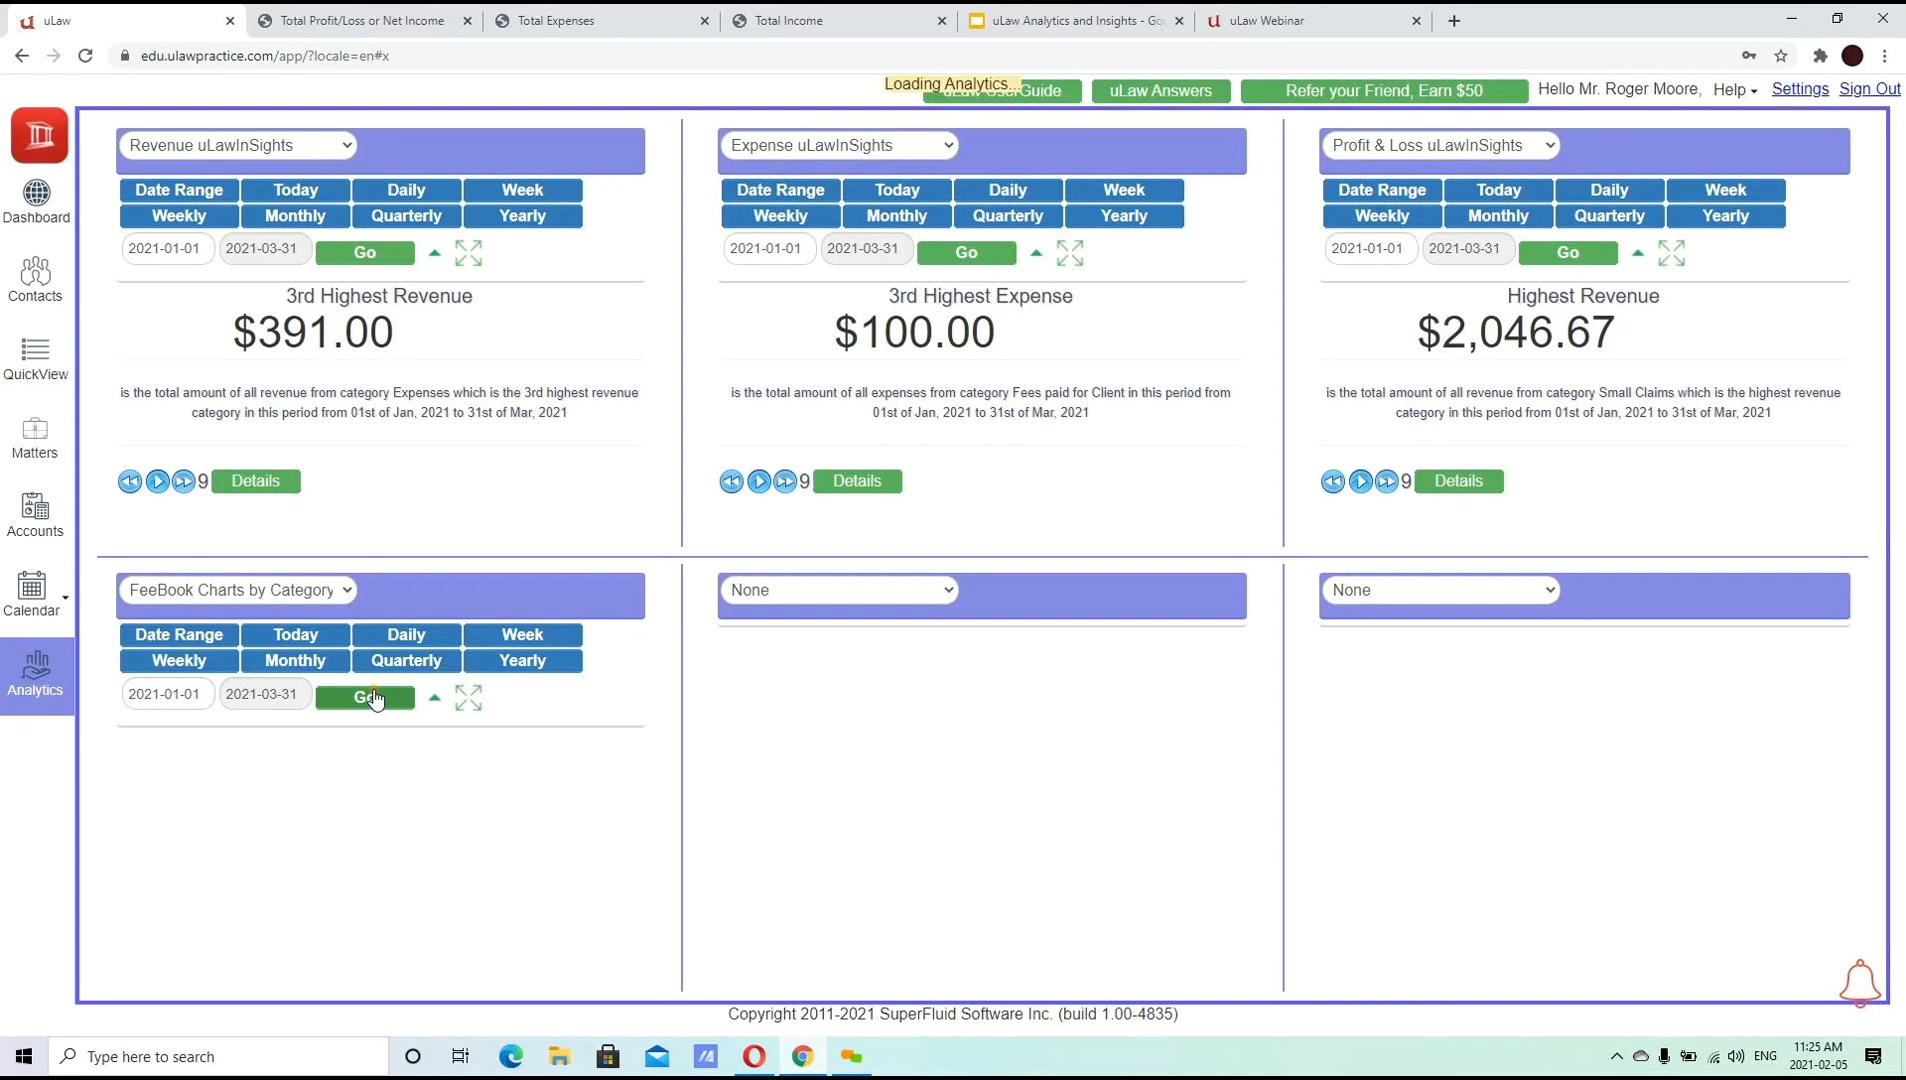 uLaw
Total Profit/Loss or Net Income
Total Expenses
Total Income
uLaw Analytics and Insights - Go
uLaw Webinar
edu.ulawpractice.com/app/?locale=en#x
Loading Analytics...
Guide
uLaw Answers
Refer your Friend, Earn $50
Hello Mr. Roger Moore,
Help
Settings
Sign Out
Dashboard
Contacts
QuickView
Matters
Accounts
Calendar
Analytics
Revenue uLawInSights
Date Range Today Daily Week
Weekly Monthly Quarterly Yearly
2021-01-01 2021-03-31 Go
3rd Highest Revenue
$391.00
is the total amount of all revenue from category Expenses which is the 3rd highest revenue
category in this period from 01st of Jan, 2021 to 31st of Mar, 2021
9 Details
Expense uLawInSights
Date Range Today Daily Week
Weekly Monthly Quarterly Yearly
2021-01-01 2021-03-31 Go
3rd Highest Expense
$100.00
is the total amount of all expenses from category Fees paid for Client in this period from
01st of Jan, 2021 to 31st of Mar, 2021
9 Details
Profit & Loss uLawInSights
Date Range Today Daily Week
Weekly Monthly Quarterly Yearly
2021-01-01 2021-03-31 Go
Highest Revenue
$2,046.67
is the total amount of all revenue from category Small Claims which is the highest revenue
category in this period from 01st of Jan, 2021 to 31st of Mar, 2021
9 Details
FeeBook Charts by Category
Date Range Today Daily Week
Weekly Monthly Quarterly Yearly
2021-01-01 2021-03-31 Go
None
None
Copyright 2011-2021 SuperFluid Software Inc. (build 1.00-4835)
Type here to search
ENG
11:25 AM
2021-02-05